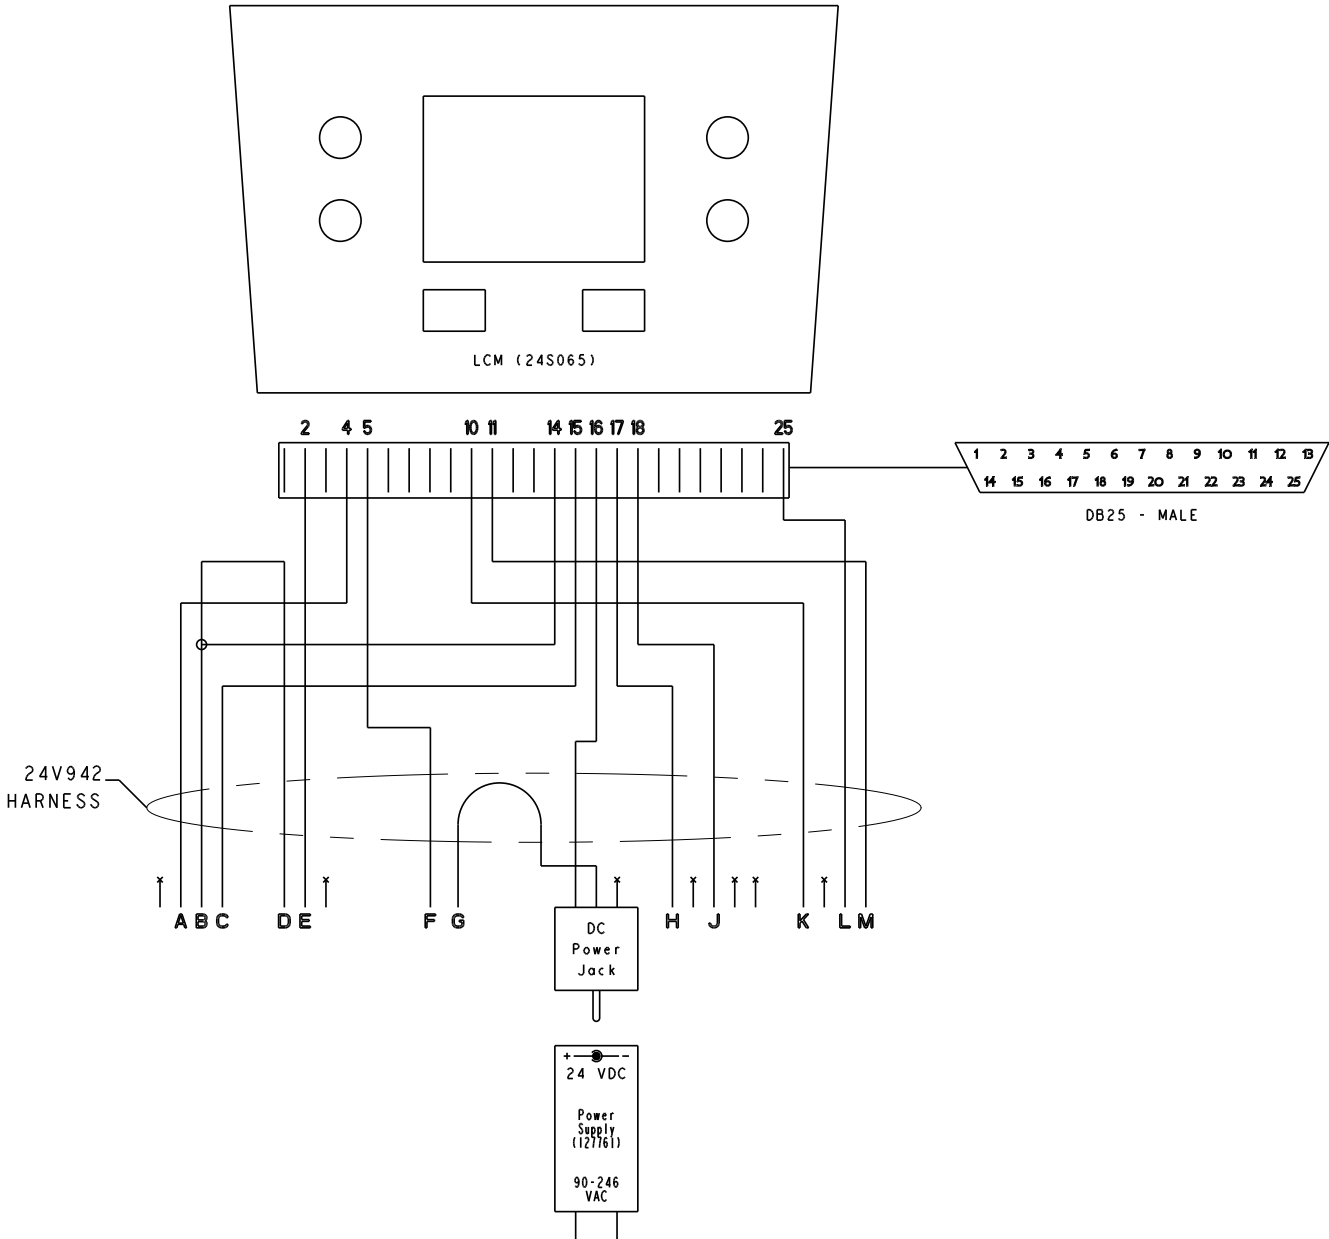 LCM (24S065)
2 4 5 10 11 14 15 16 17 18 25
1 2 3 4 5 6 7 8 9 10 11 12 13
14 15 16 17 18 19 20 21 22 23 24 25
DB25 - MALE
24V942
HARNESS
A B C D E F G H J K L M
DC
Power
Jack
+ -
24 VDC
Power
Supply
(127761)
90-246
VAC